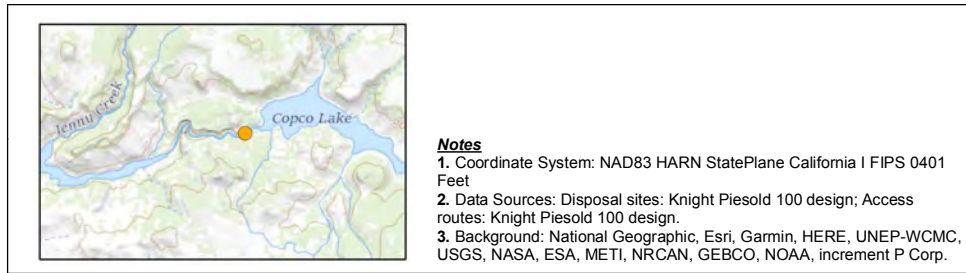 Jenny Creek
Copco Lake
Notes
1. Coordinate System: NAD83 HARN StatePlane California I FIPS 0401
Feet
2. Data Sources: Disposal sites: Knight Piesold 100 design; Access
routes: Knight Piesold 100 design.
3. Background: National Geographic, Esri, Garmin, HERE, UNEP-WCMC,
USGS, NASA, ESA, METI, NRCAN, GEBCO, NOAA, increment P Corp.